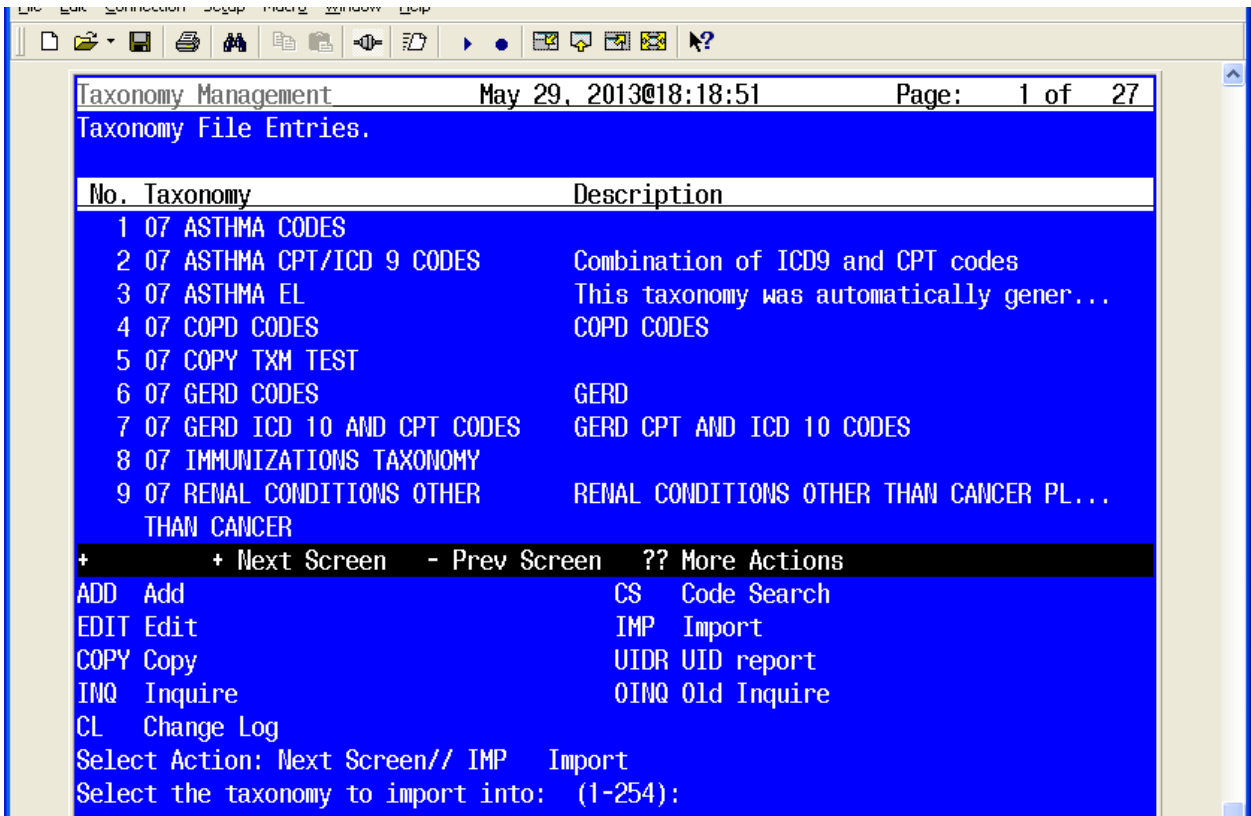 File Edit Connection Setup Macro Window Help
Taxonomy Management May 29, 2013@18:18:51 Page: 1 of 27
Taxonomy File Entries.
No. Taxonomy Description
1 07 ASTHMA CODES
2 07 ASTHMA CPT/ICD 9 CODES Combination of ICD9 and CPT codes
3 07 ASTHMA EL This taxonomy was automatically gener...
4 07 COPD CODES COPD CODES
5 07 COPY TXM TEST
6 07 GERD CODES GERD
7 07 GERD ICD 10 AND CPT CODES GERD CPT AND ICD 10 CODES
8 07 IMMUNIZATIONS TAXONOMY
9 07 RENAL CONDITIONS OTHER RENAL CONDITIONS OTHER THAN CANCER PL...
THAN CANCER
+ + Next Screen - Prev Screen ?? More Actions
ADD Add CS Code Search
EDIT Edit IMP Import
COPY Copy UIDR UID report
INQ Inquire OINQ Old Inquire
CL Change Log
Select Action: Next Screen// IMP Import
Select the taxonomy to import into: (1-254):